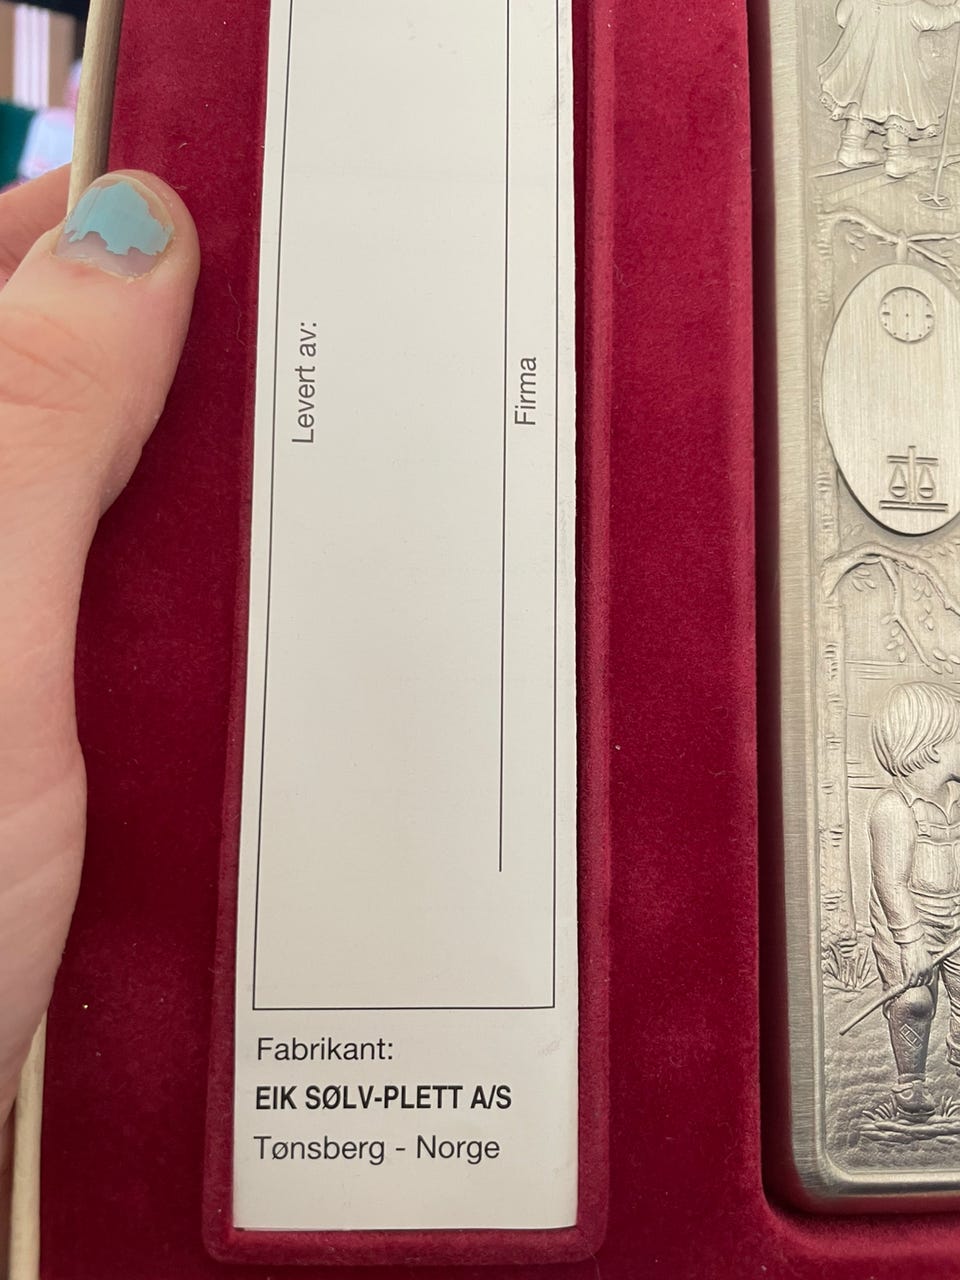 Levert av:
Firma
Fabrikant:
EIK SØLV-PLETT A/S
Tønsberg - Norge